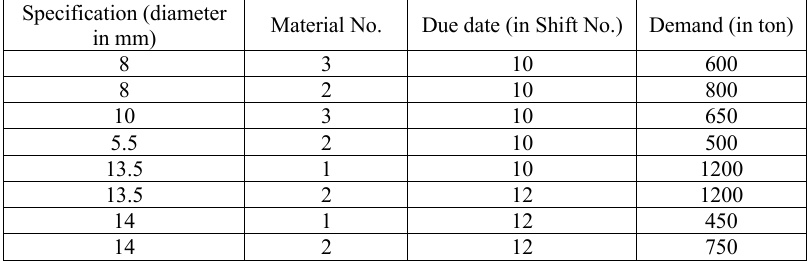 Specification (diameter in mm) Material No. Due date (in Shift No.) Demand (in ton)
8 3 10 600
8 2 10 800
10 3 10 650
5.5 2 10 500
13.5 1 10 1200
13.5 2 12 1200
14 1 12 450
14 2 12 750